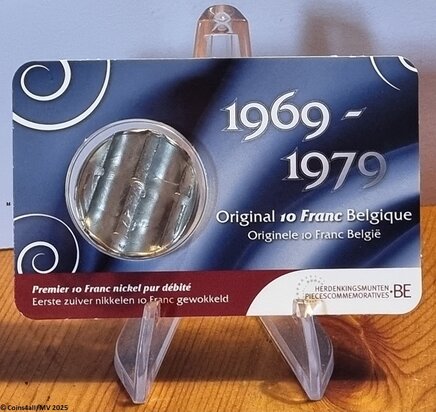 1969 -
1979
Original 10 Franc Belgique
Originele 10 Franc België
Premier 10 Franc nickel pur débité
Eerste zuiver nikkelen 10 Franc gewokkeld
HERDENKINGSMUNTEN
PIECESCOMMEMORATIVES.BE
© Coins4all/MV 2025